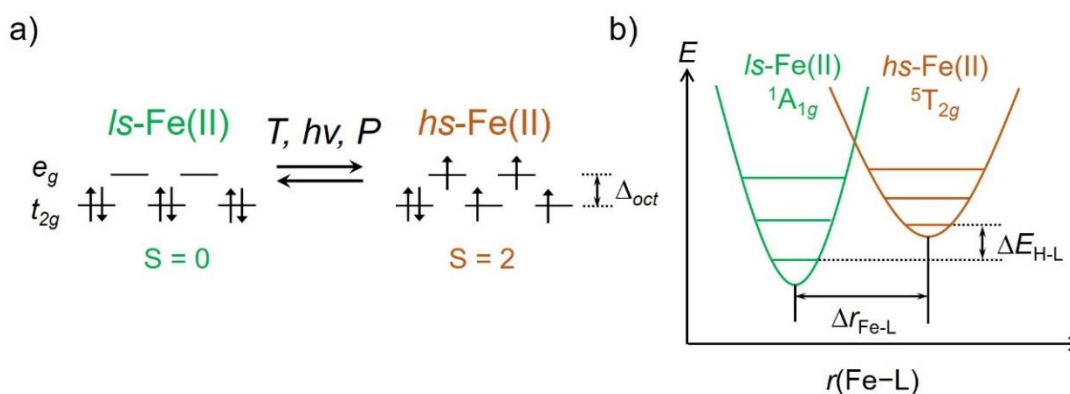 a)
ls-Fe(II)
T, hν, P
hs-Fe(II)
e_g
t_2g
Δ_oct
S = 0
S = 2
b)
E
ls-Fe(II)
¹A_1g
hs-Fe(II)
⁵T_2g
ΔE_H-L
Δr_Fe-L
r(Fe−L)